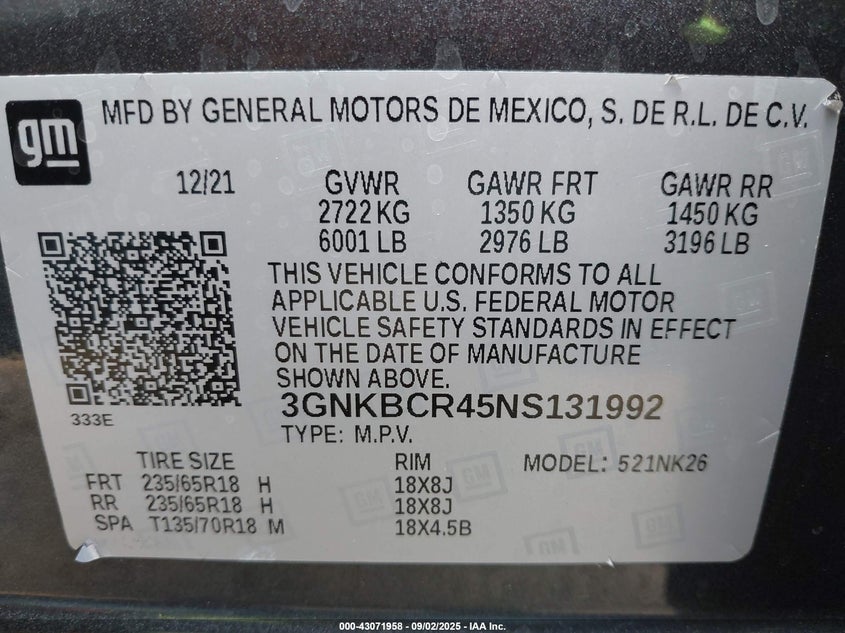 gm
MFD BY GENERAL MOTORS DE MEXICO, S. DE R.L. DE C.V.
12/21 GVWR GAWR FRT GAWR RR
2722 KG 1350 KG 1450 KG
6001 LB 2976 LB 3196 LB
THIS VEHICLE CONFORMS TO ALL
APPLICABLE U.S. FEDERAL MOTOR
VEHICLE SAFETY STANDARDS IN EFFECT
ON THE DATE OF MANUFACTURE
SHOWN ABOVE.
3GNKBCR45NS131992
333E
TYPE: M.P.V.
TIRE SIZE RIM MODEL: 521NK26
FRT 235/65R18 H 18X8J
RR 235/65R18 H 18X8J
SPA T135/70R18 M 18X4.5B
000-43071958 - 09/02/2025 - IAA Inc.